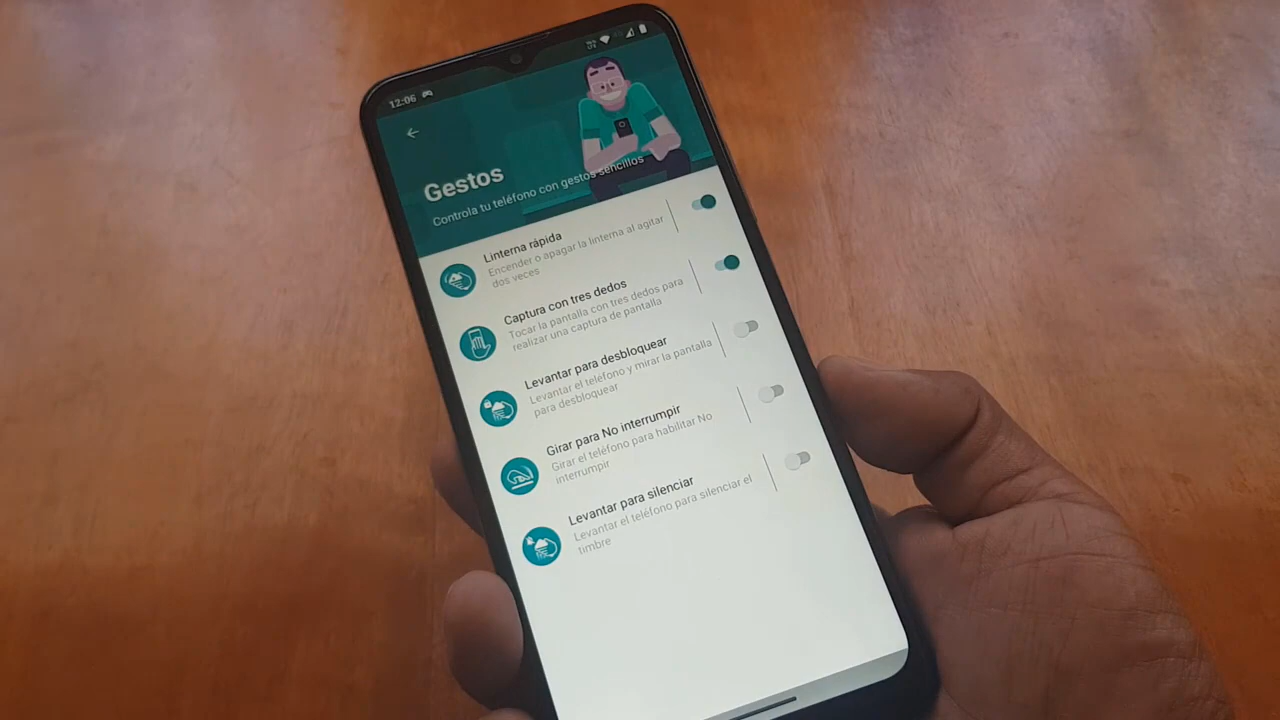 12:06
Gestos
Controla tu teléfono con gestos sencillos
Linterna rápida
Encender o apagar la linterna al agitar
dos veces
Captura con tres dedos
Tocar la pantalla con tres dedos para
realizar una captura de pantalla
Levantar para desbloquear
Levantar el teléfono y mirar la pantalla
para desbloquear
Girar para No interrumpir
Girar el teléfono para habilitar No
interrumpir
Levantar para silenciar
Levantar el teléfono para silenciar el
timbre